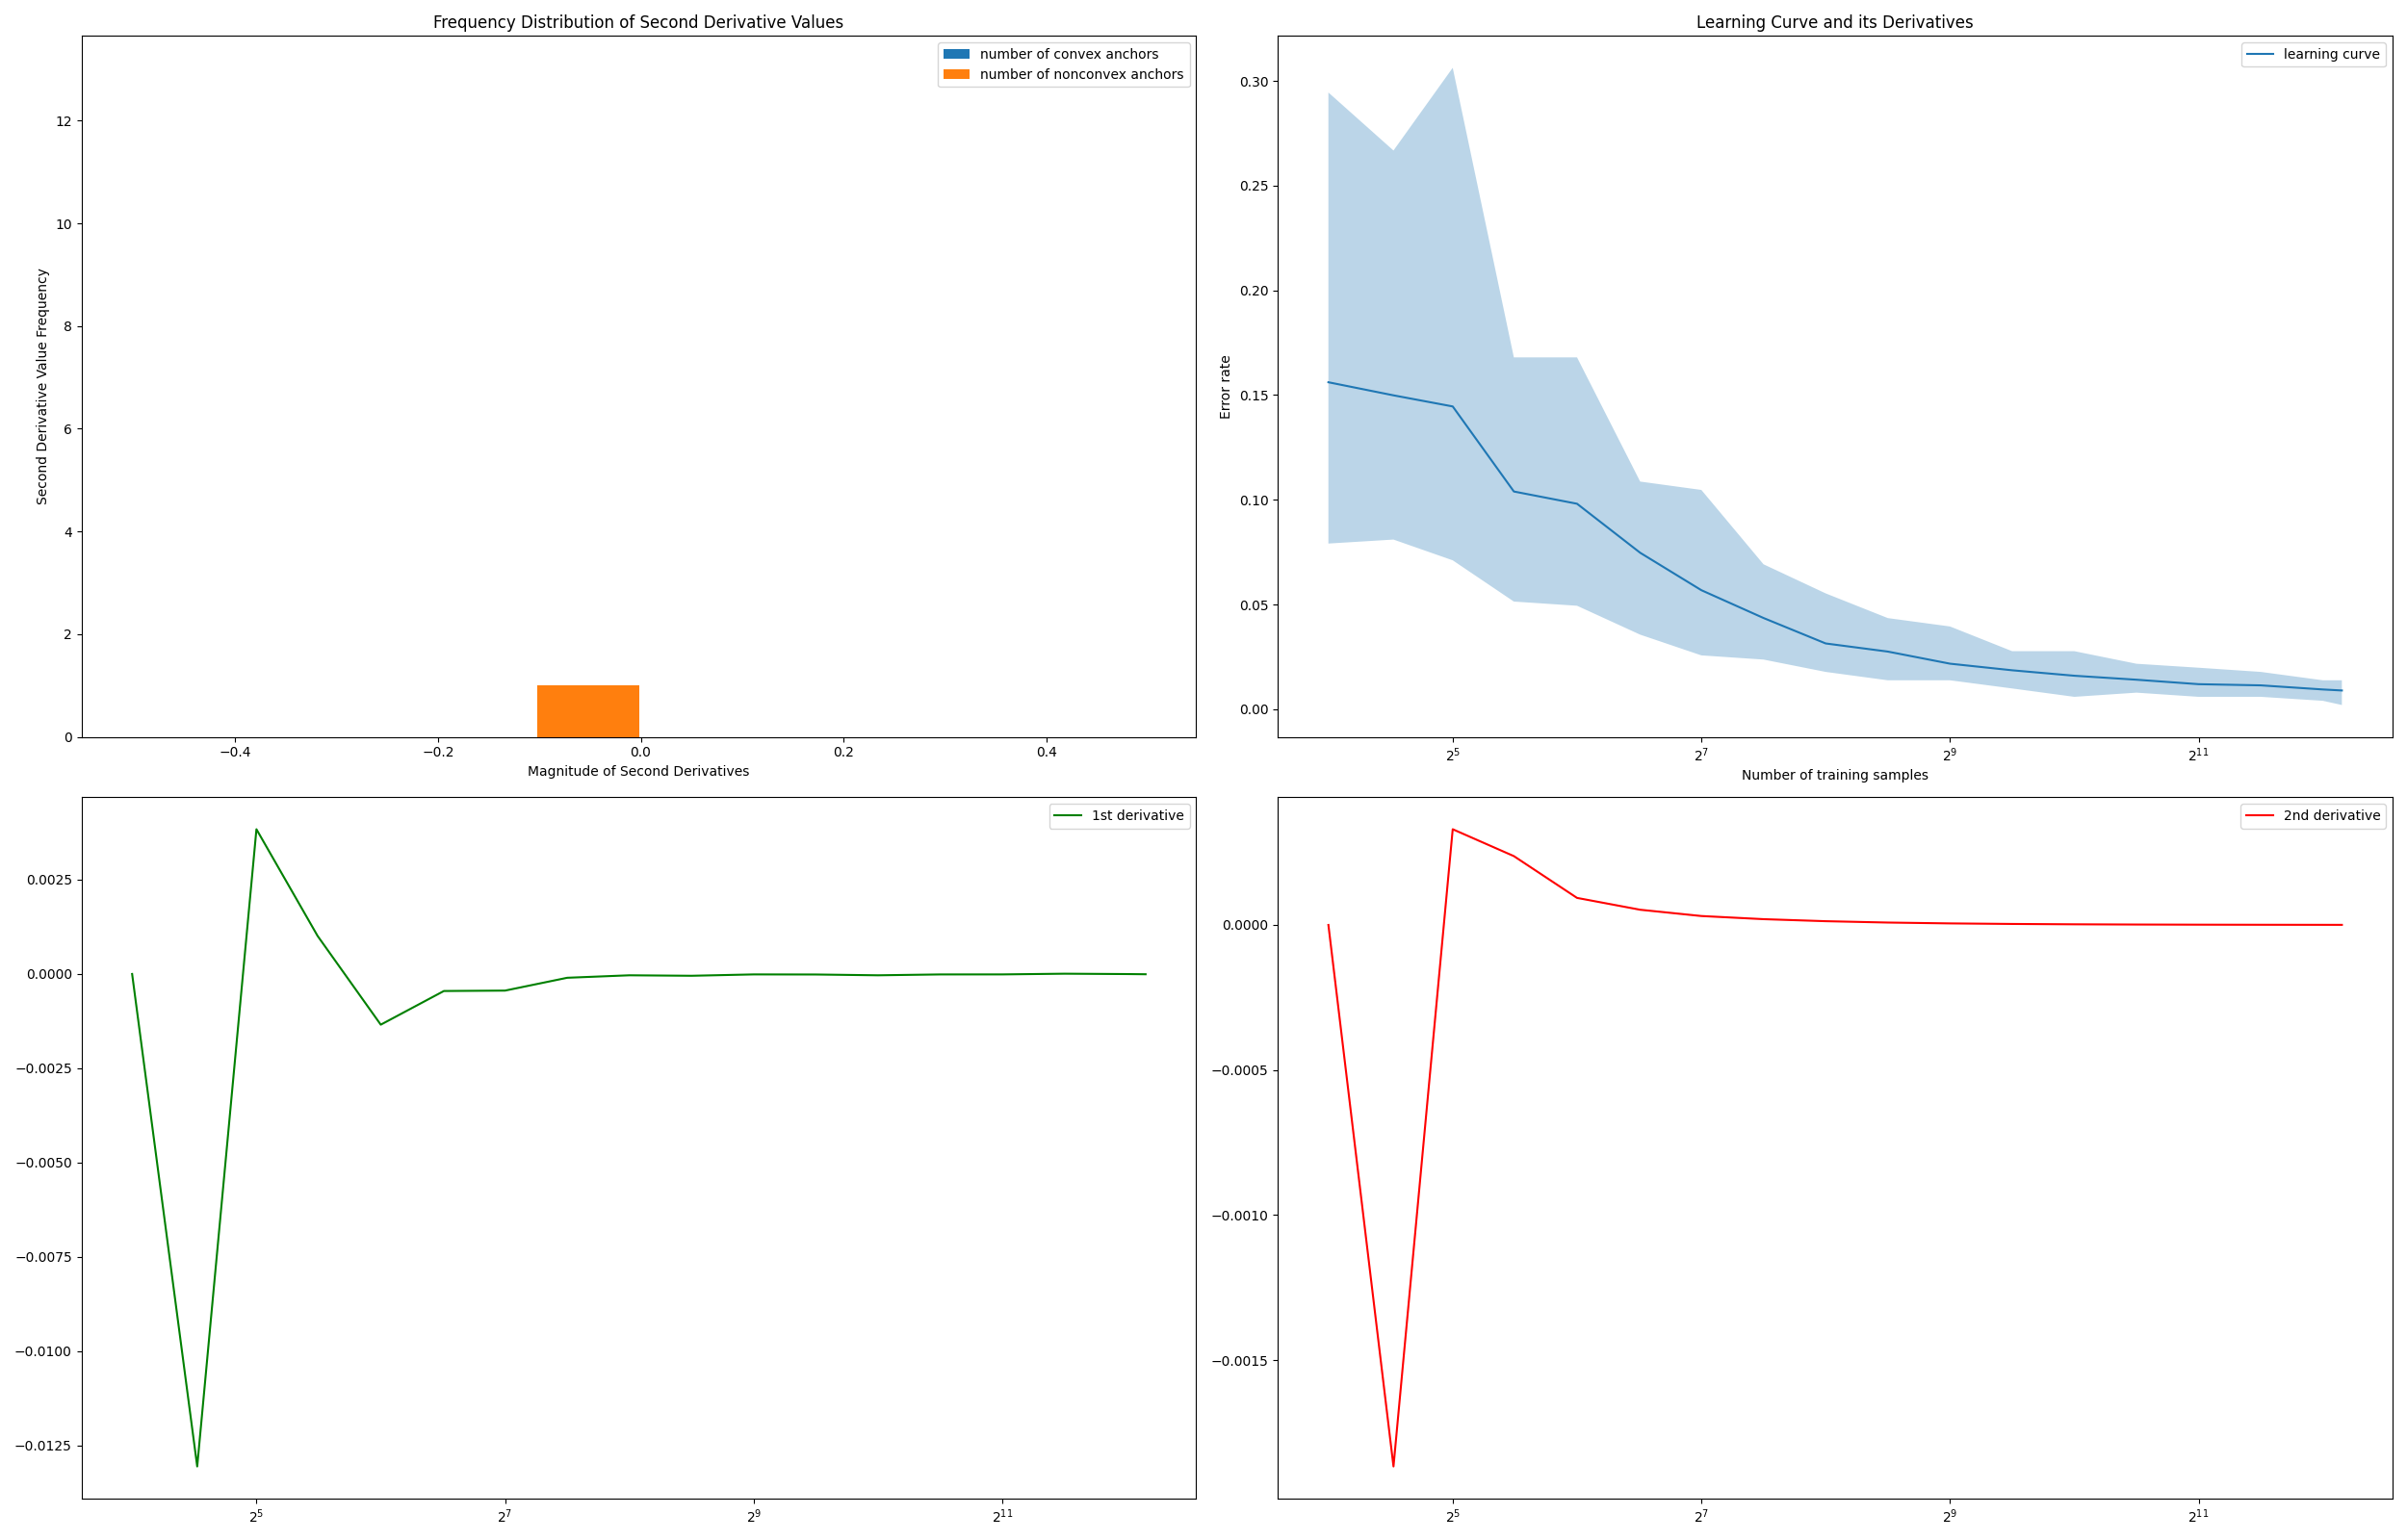 Frequency Distribution of Second Derivative Values
number of convex anchors
number of nonconvex anchors
Second Derivative Value Frequency
12
10
8
6
4
2
0
−0.4 −0.2 0.0 0.2 0.4
Magnitude of Second Derivatives
Learning Curve and its Derivatives
learning curve
Error rate
0.30
0.25
0.20
0.15
0.10
0.05
0.00
2^5 2^7 2^9 2^11
Number of training samples
1st derivative
0.0025
0.0000
−0.0025
−0.0050
−0.0075
−0.0100
−0.0125
2^5 2^7 2^9 2^11
2nd derivative
0.0000
−0.0005
−0.0010
−0.0015
2^5 2^7 2^9 2^11